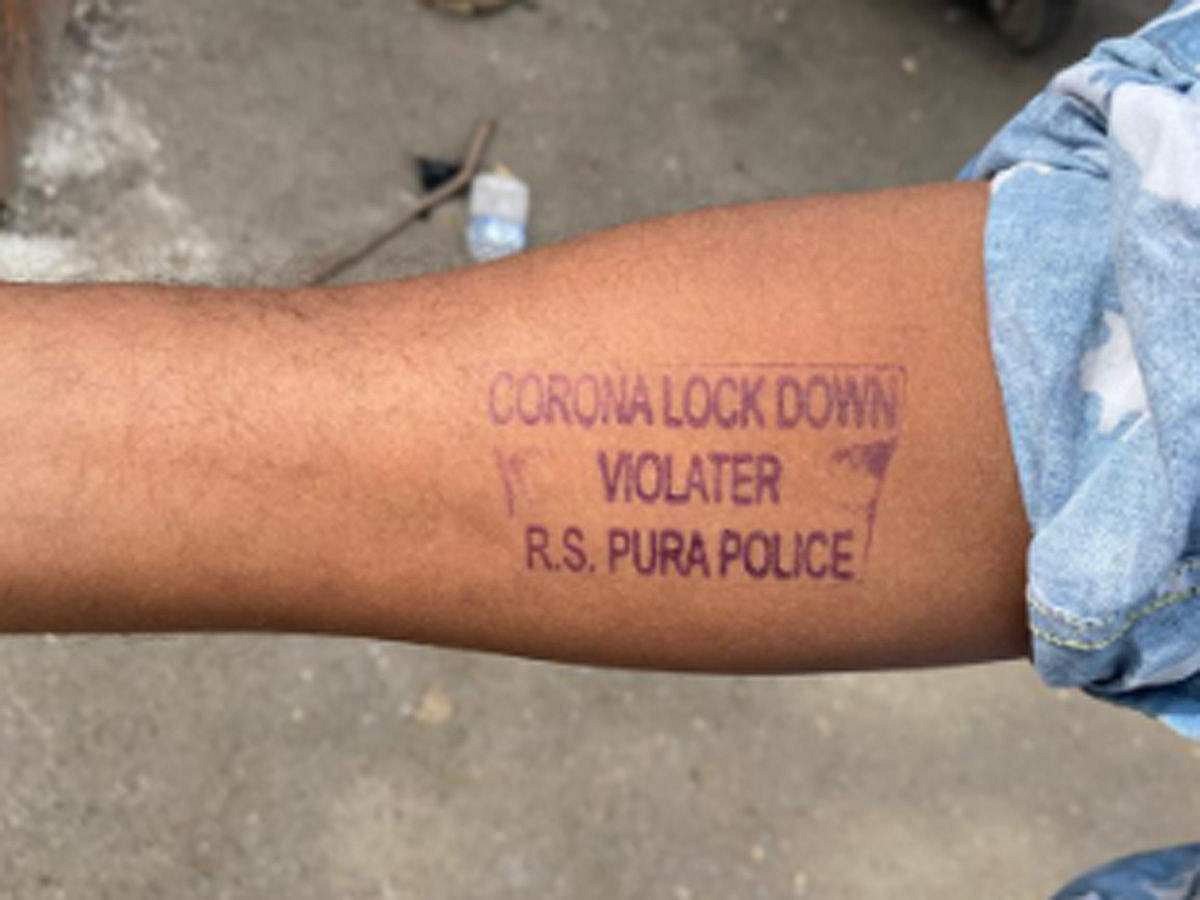 CORONA LOCK DOWN
VIOLATER
R.S. PURA POLICE